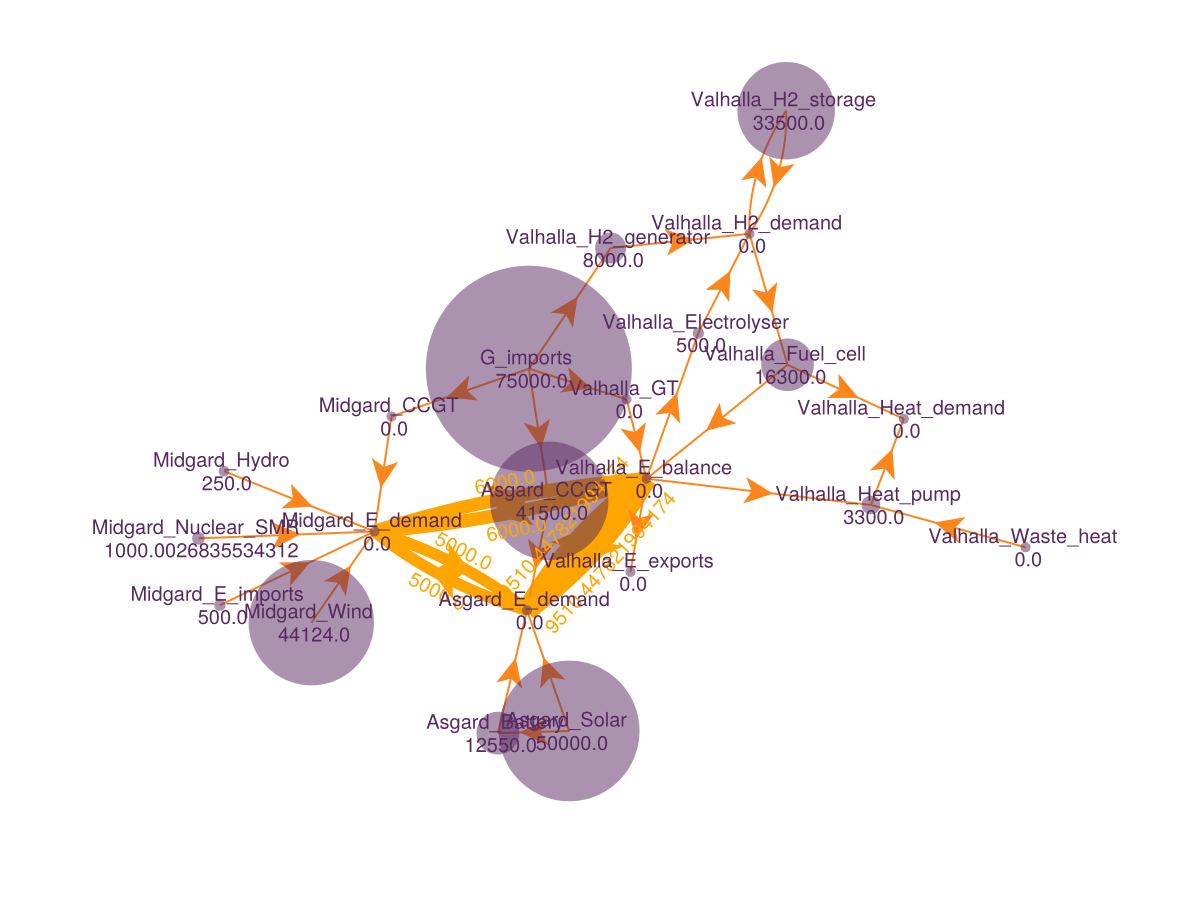 Valhalla_H2_storage
33500.0
Valhalla_H2_demand
0.0
Valhalla_H2_generator
8000.0
Valhalla_Electrolyser
500.0
Valhalla_Fuel_cell
16300.0
G_imports
75000.0
Valhalla_GT
0.0
Midgard_CCGT
0.0
Valhalla_Heat_demand
0.0
Midgard_Hydro
250.0
Valhalla_E_balance
0.0
6000.0
Asgard_CCGT
41500.0
Valhalla_Heat_pump
3300.0
Midgard_Nuclear_SMR
1000.0026835534312
Midgard_E_demand
0.0
6000.0
Valhalla_Waste_heat
0.0
5000.0
Valhalla_E_exports
0.0
5000.0
Midgard_E_imports
500.0
Asgard_E_demand
0.0
Midgard_Wind
44124.0
Asgard_Battery
12550.0
Asgard_Solar
50000.0